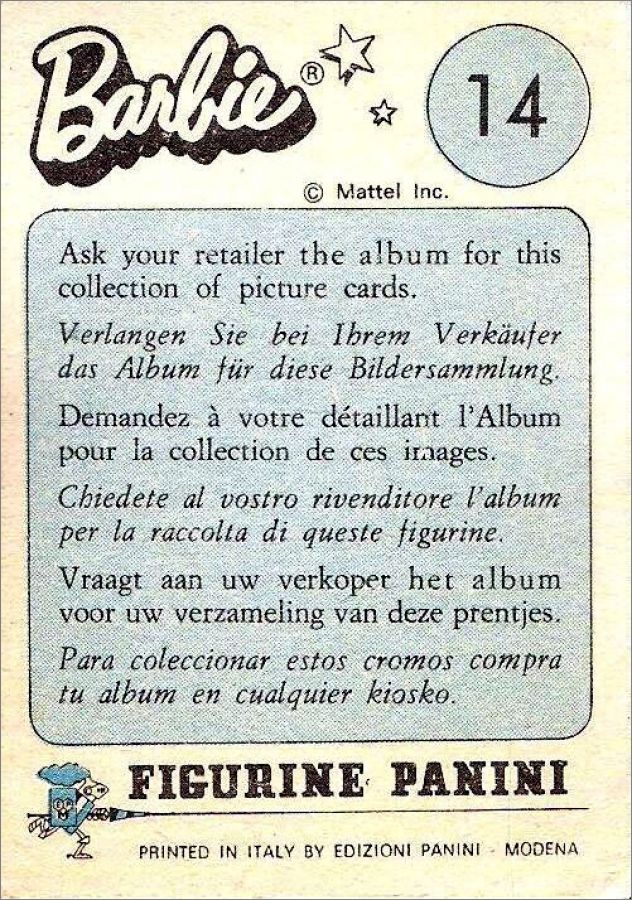 Barbie ®
14
© Mattel Inc.
Ask your retailer the album for this
collection of picture cards.
Verlangen Sie bei Ihrem Verkäufer
das Album für diese Bildersammlung.
Demandez à votre détaillant l'Album
pour la collection de ces images.
Chiedete al vostro rivenditore l'album
per la raccolta di queste figurine.
Vraagt aan uw verkoper het album
voor uw verzameling van deze prentjes.
Para coleccionar estos cromos compra
tu album en cualquier kiosko.
FIGURINE PANINI
PRINTED IN ITALY BY EDIZIONI PANINI - MODENA